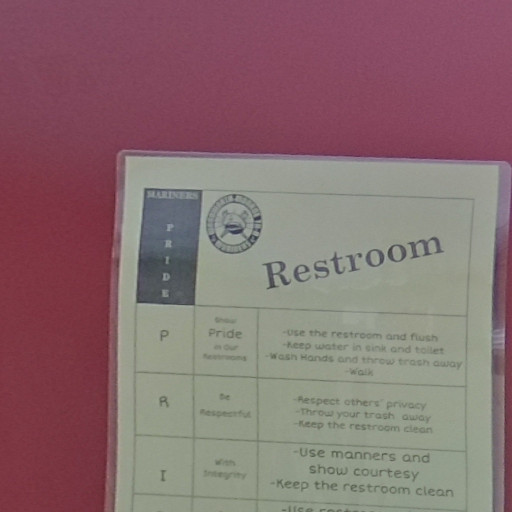 MARINERS
P
R
I
D
E
Restroom
P
Show
Pride
in Our
Restrooms
-Use the restroom and flush
-Keep water in sink and toilet
-Wash Hands and throw trash away
-Walk
R
Be
Respectful
-Respect others' privacy
-Throw your trash away
-Keep the restroom clean
I
With
Integrity
-Use manners and
show courtesy
-Keep the restroom clean
-Use